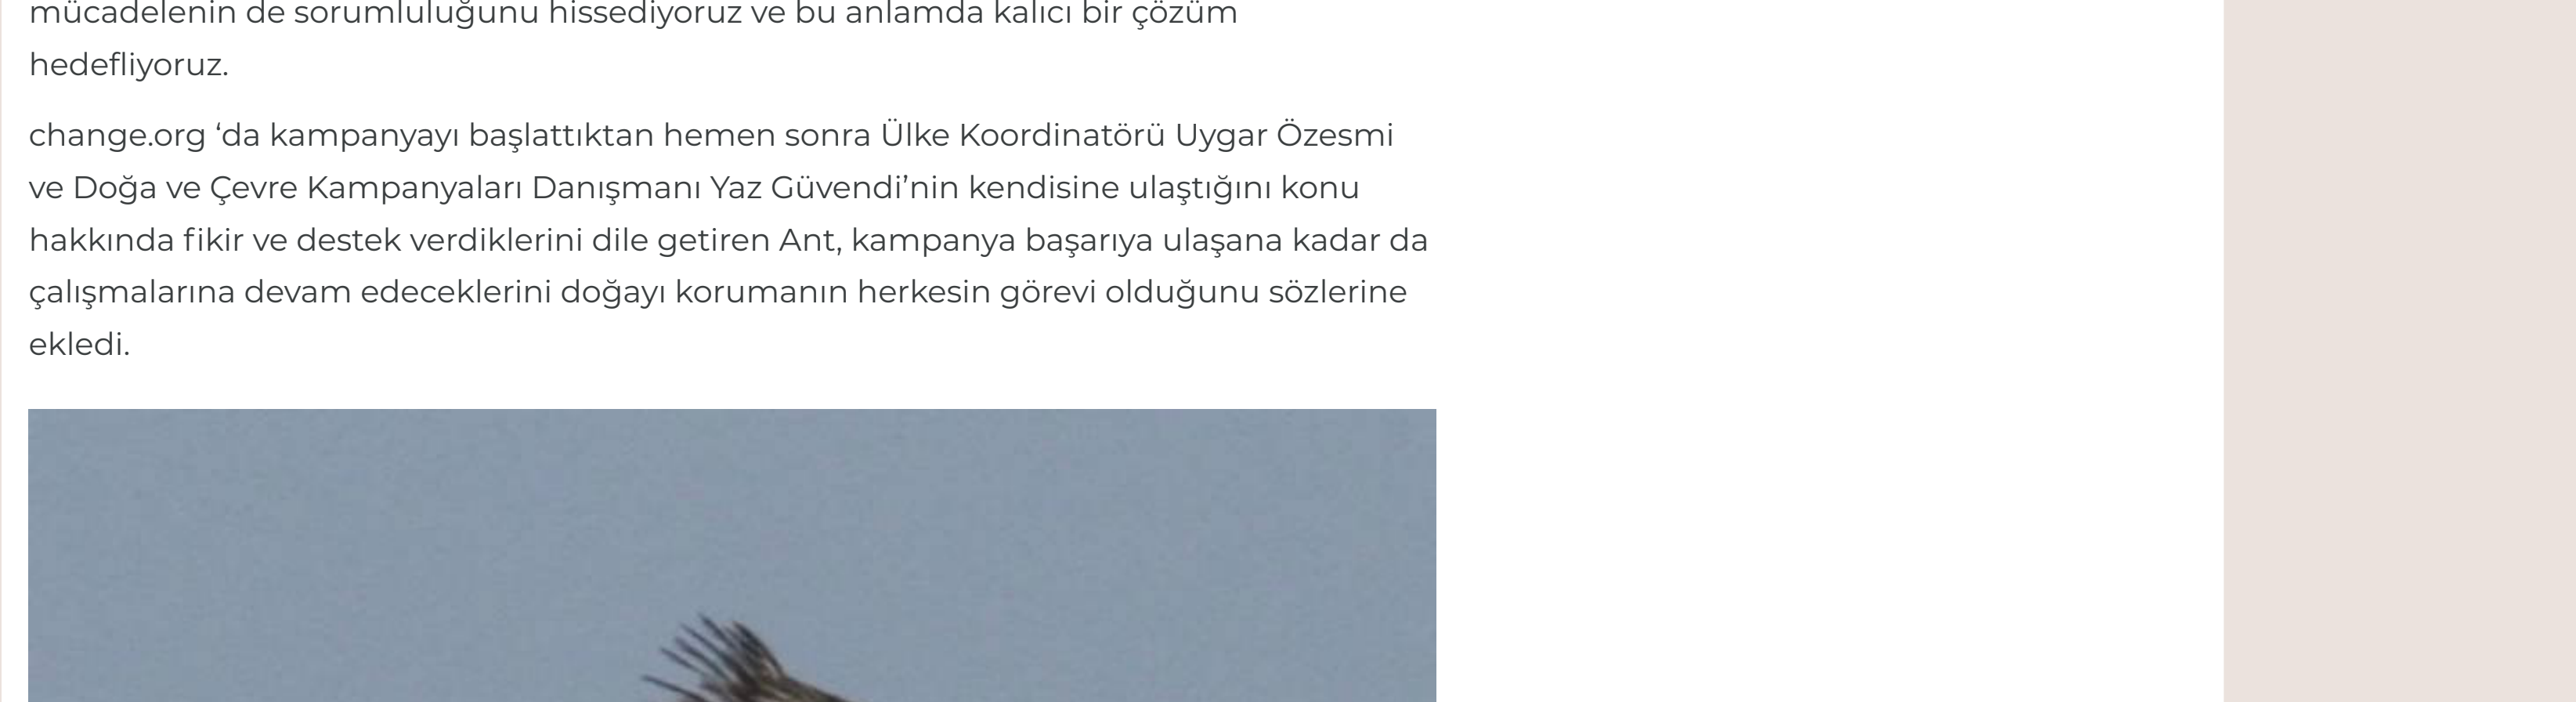 mücadelenin de sorumluluğunu hissediyoruz ve bu anlamda kalıcı bir çözüm
hedefliyoruz.
change.org ‘da kampanyayı başlattıktan hemen sonra Ülke Koordinatörü Uygar Özesmi
ve Doğa ve Çevre Kampanyaları Danışmanı Yaz Güvendi’nin kendisine ulaştığını konu
hakkında fikir ve destek verdiklerini dile getiren Ant, kampanya başarıya ulaşana kadar da
çalışmalarına devam edeceklerini doğayı korumanın herkesin görevi olduğunu sözlerine
ekledi.